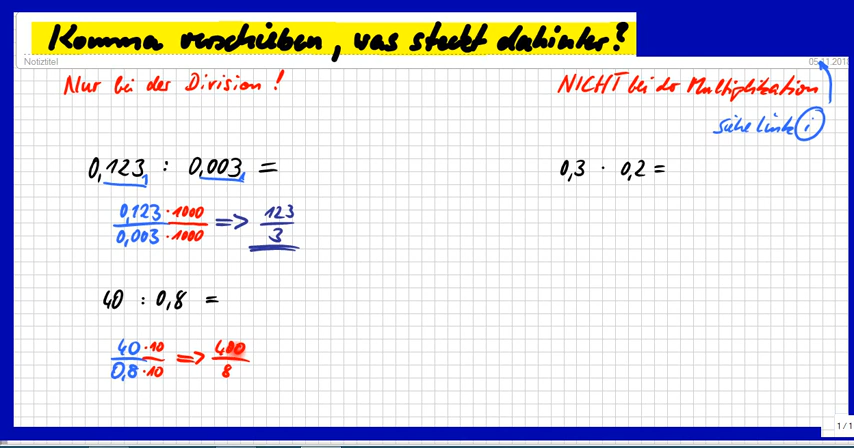 Komma verschieben, was steckt dahinter?
Notiztitel
05.11.2018
Nur bei der Division!
0,123 : 0,003 =
0,123 · 1000
0,003 · 1000
=> 123
3
40 : 0,8 =
40 · 10
0,8 · 10
=> 400
8
NICHT bei der Multiplikation
siehe Link i
0,3 · 0,2 =
1/1